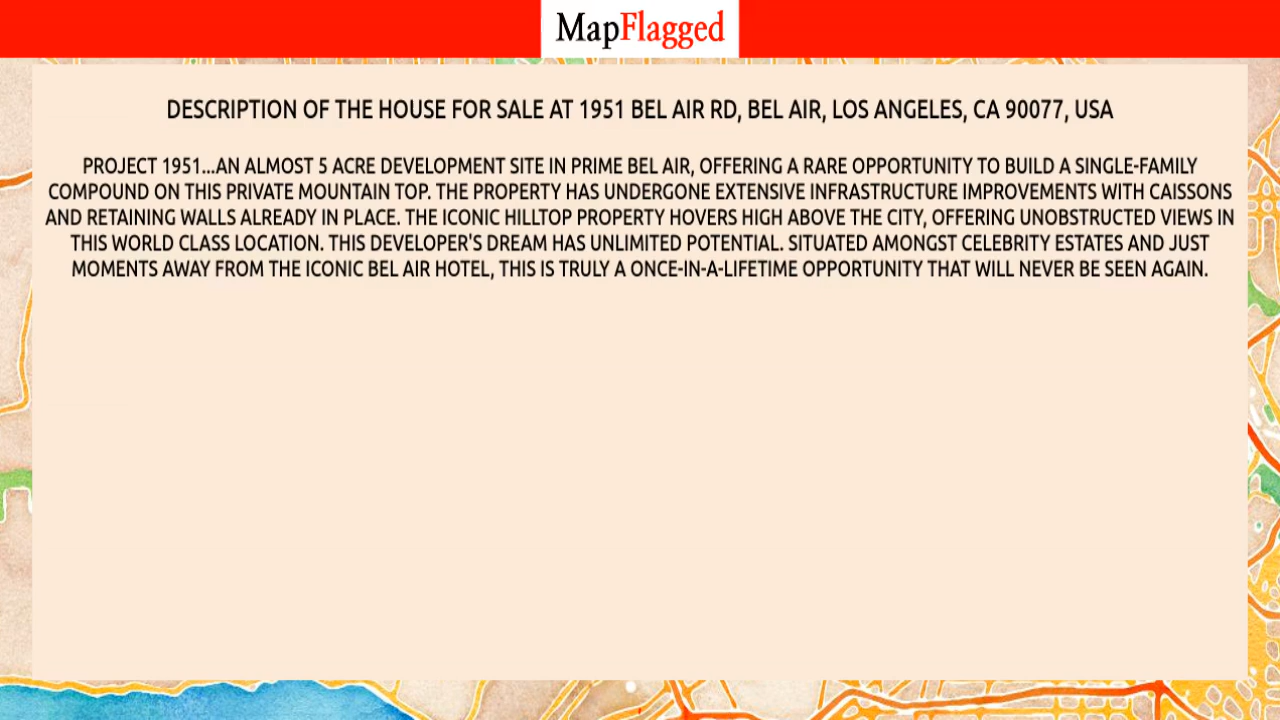 MapFlagged
DESCRIPTION OF THE HOUSE FOR SALE AT 1951 BEL AIR RD, BEL AIR, LOS ANGELES, CA 90077, USA
PROJECT 1951...AN ALMOST 5 ACRE DEVELOPMENT SITE IN PRIME BEL AIR, OFFERING A RARE OPPORTUNITY TO BUILD A SINGLE-FAMILY
COMPOUND ON THIS PRIVATE MOUNTAIN TOP. THE PROPERTY HAS UNDERGONE EXTENSIVE INFRASTRUCTURE IMPROVEMENTS WITH CAISSONS
AND RETAINING WALLS ALREADY IN PLACE. THE ICONIC HILLTOP PROPERTY HOVERS HIGH ABOVE THE CITY, OFFERING UNOBSTRUCTED VIEWS IN
THIS WORLD CLASS LOCATION. THIS DEVELOPER'S DREAM HAS UNLIMITED POTENTIAL. SITUATED AMONGST CELEBRITY ESTATES AND JUST
MOMENTS AWAY FROM THE ICONIC BEL AIR HOTEL, THIS IS TRULY A ONCE-IN-A-LIFETIME OPPORTUNITY THAT WILL NEVER BE SEEN AGAIN.